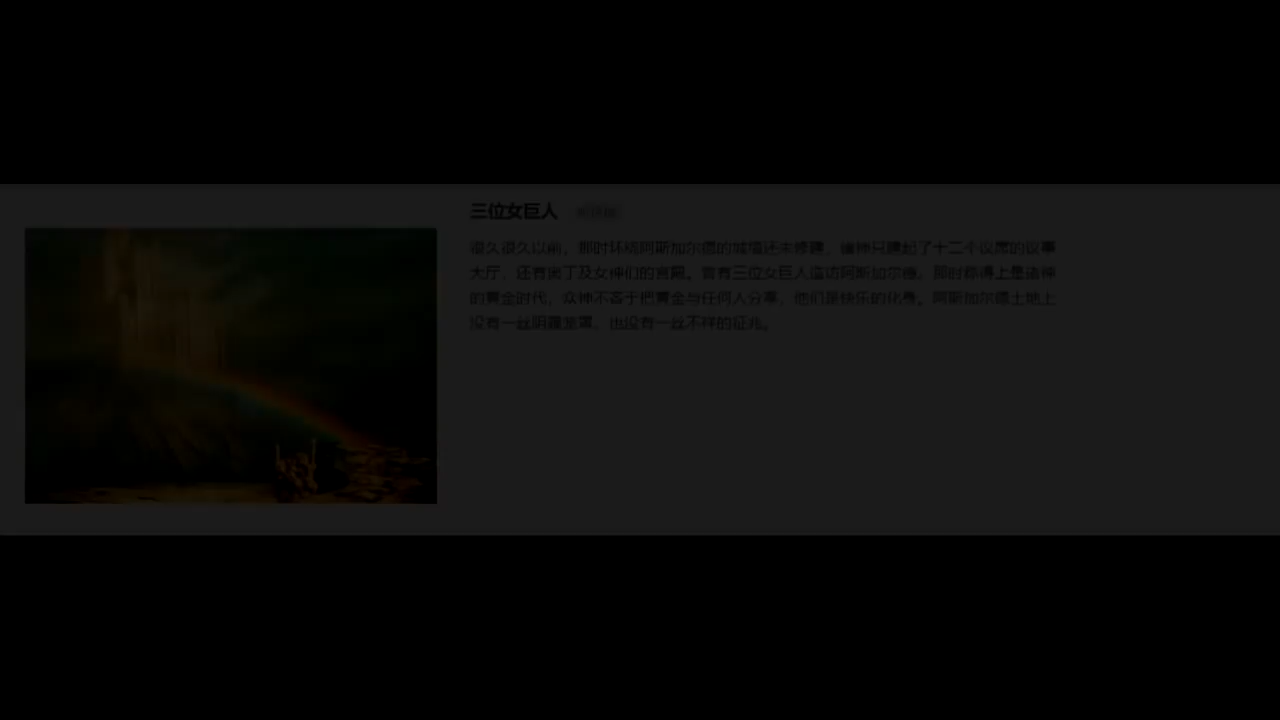 三位女巨人
很久很久以前，那时环绕阿斯加尔德的城墙还未修建，诸神只建起了十二个议席的议事
大厅，还有奥丁及女神们的宫殿。曾有三位女巨人造访阿斯加尔德，那时称得上是诸神
的黄金时代，众神不吝于把黄金与任何人分享，他们是快乐的化身。阿斯加尔德土地上
没有一丝阴霾笼罩，也没有一丝不祥的征兆。